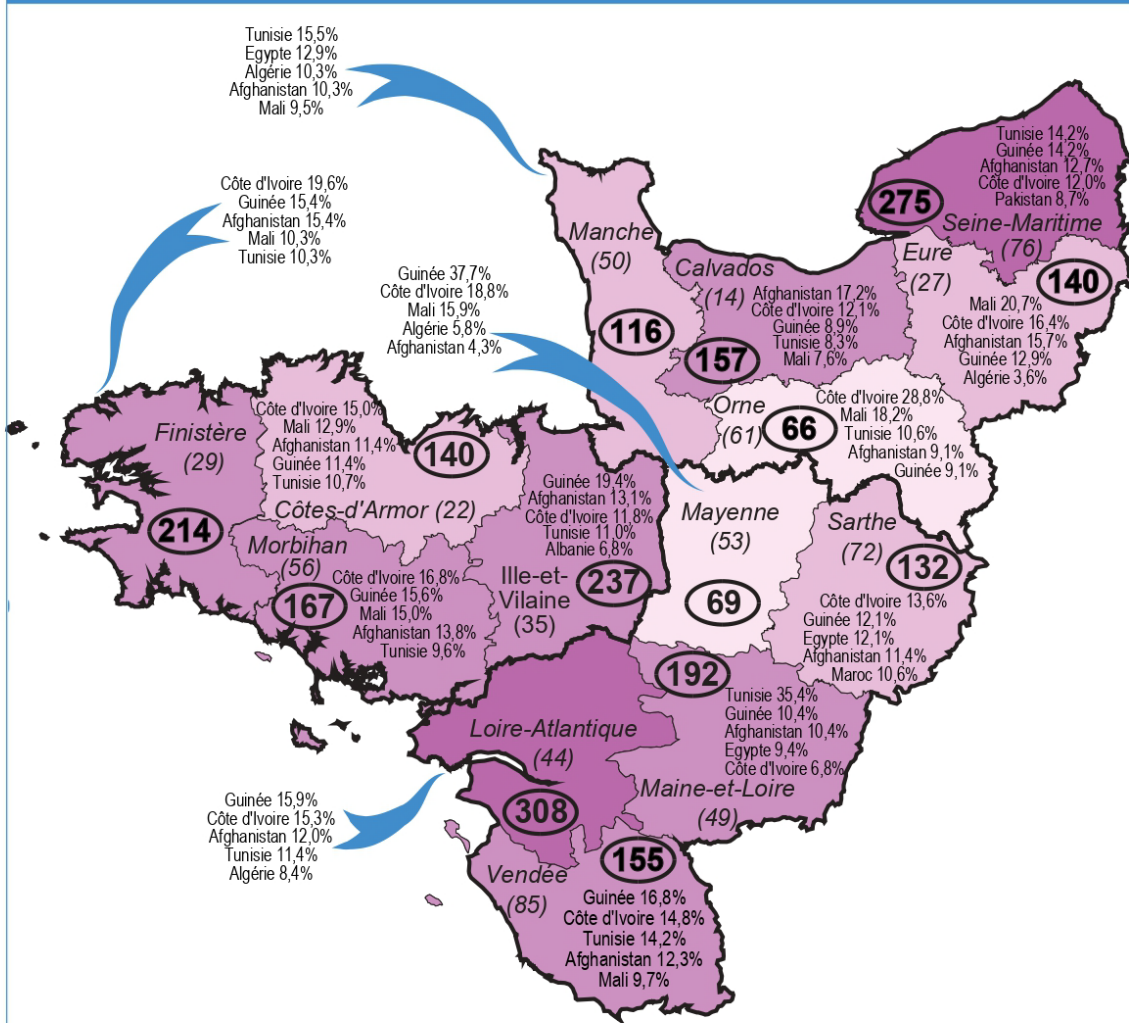 Tunisie 15,5%
Egypte 12,9%
Algérie 10,3%
Afghanistan 10,3%
Mali 9,5%
Côte d'Ivoire 19,6%
Guinée 15,4%
Afghanistan 15,4%
Mali 10,3%
Tunisie 10,3%
Guinée 37,7%
Côte d'Ivoire 18,8%
Mali 15,9%
Algérie 5,8%
Afghanistan 4,3%
Manche
(50)
116
Calvados
(14)
Afghanistan 17,2%
Côte d'Ivoire 12,1%
Guinée 8,9%
Tunisie 8,3%
Mali 7,6%
157
Tunisie 14,2%
Guinée 14,2%
Afghanistan 12,7%
Côte d'Ivoire 12,0%
Pakistan 8,7%
275
Seine-Maritime
(76)
Eure
(27)
140
Mali 20,7%
Côte d'Ivoire 16,4%
Afghanistan 15,7%
Guinée 12,9%
Algérie 3,6%
Orne
(61)
66
Côte d'Ivoire 28,8%
Mali 18,2%
Tunisie 10,6%
Afghanistan 9,1%
Guinée 9,1%
Finistère
(29)
214
Côte d'Ivoire 15,0%
Mali 12,9%
Afghanistan 11,4%
Guinée 11,4%
Tunisie 10,7%
140
Côtes-d'Armor (22)
Morbihan
(56)
167
Côte d'Ivoire 16,8%
Guinée 15,6%
Mali 15,0%
Afghanistan 13,8%
Tunisie 9,6%
Guinée 19,4%
Afghanistan 13,1%
Côte d'Ivoire 11,8%
Tunisie 11,0%
Albanie 6,8%
Ille-et-
Vilaine
(35)
237
Mayenne
(53)
69
Sarthe
(72)
132
Côte d'Ivoire 13,6%
Guinée 12,1%
Egypte 12,1%
Afghanistan 11,4%
Maroc 10,6%
192
Tunisie 35,4%
Guinée 10,4%
Afghanistan 10,4%
Egypte 9,4%
Côte d'Ivoire 6,8%
Maine-et-Loire
(49)
Loire-Atlantique
(44)
308
Guinée 15,9%
Côte d'Ivoire 15,3%
Afghanistan 12,0%
Tunisie 11,4%
Algérie 8,4%
155
Vendée
(85)
Guinée 16,8%
Côte d'Ivoire 14,8%
Tunisie 14,2%
Afghanistan 12,3%
Mali 9,7%